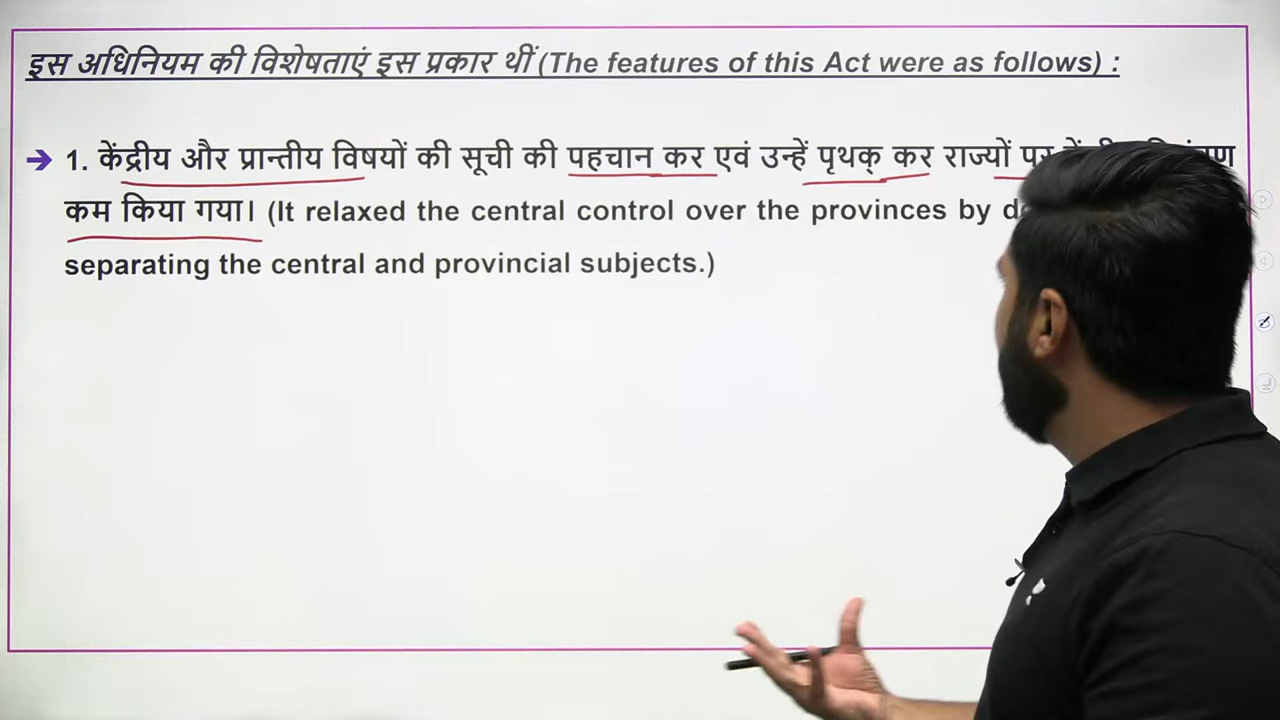 इस अधिनियम की विशेषताएं इस प्रकार थीं (The features of this Act were as follows) :
1. केंद्रीय और प्रान्तीय विषयों की सूची की पहचान कर एवं उन्हें पृथक् कर राज्यों पर
कम किया गया। (It relaxed the central control over the provinces by
separating the central and provincial subjects.)